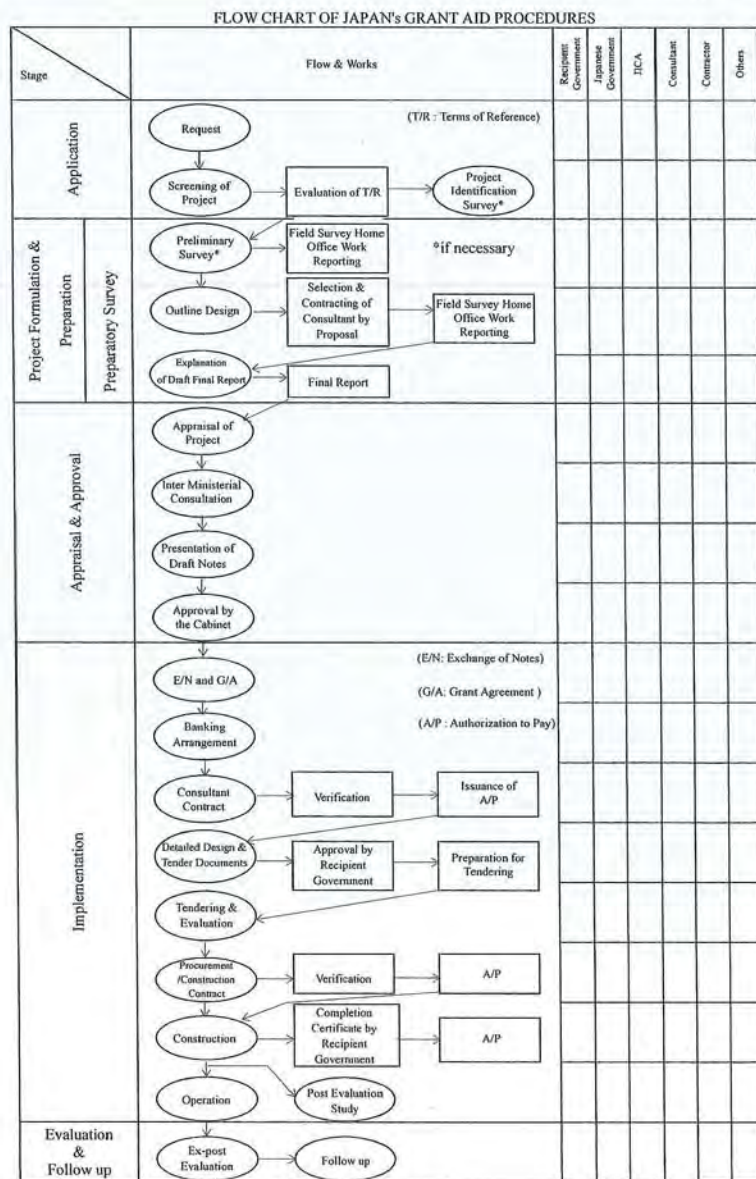 FLOW CHART OF JAPAN's GRANT AID PROCEDURES
Stage
Flow & Works
Recipient
Government
Japanese
Government
JICA
Consultant
Contractor
Others
Application
(T/R : Terms of Reference)
Request
Screening of
Project
Evaluation of T/R
Project
Identification
Survey*
Project Formulation &
Preparation
Preparatory Survey
Preliminary
Survey*
Field Survey Home
Office Work
Reporting
*if necessary
Outline Design
Selection &
Contracting of
Consultant by
Proposal
Field Survey Home
Office Work
Reporting
Explanation
of Draft Final Report
Final Report
Appraisal & Approval
Appraisal of
Project
Inter Ministerial
Consultation
Presentation of
Draft Notes
Approval by
the Cabinet
Implementation
(E/N: Exchange of Notes)
E/N and G/A
(G/A: Grant Agreement )
(A/P : Authorization to Pay)
Banking
Arrangement
Consultant
Contract
Verification
Issuance of
A/P
Detailed Design &
Tender Documents
Approval by
Recipient
Government
Preparation for
Tendering
Tendering &
Evaluation
Procurement
/Construction
Contract
Verification
A/P
Construction
Completion
Certificate by
Recipient
Government
A/P
Operation
Post Evaluation
Study
Evaluation
&
Follow up
Ex-post
Evaluation
Follow up